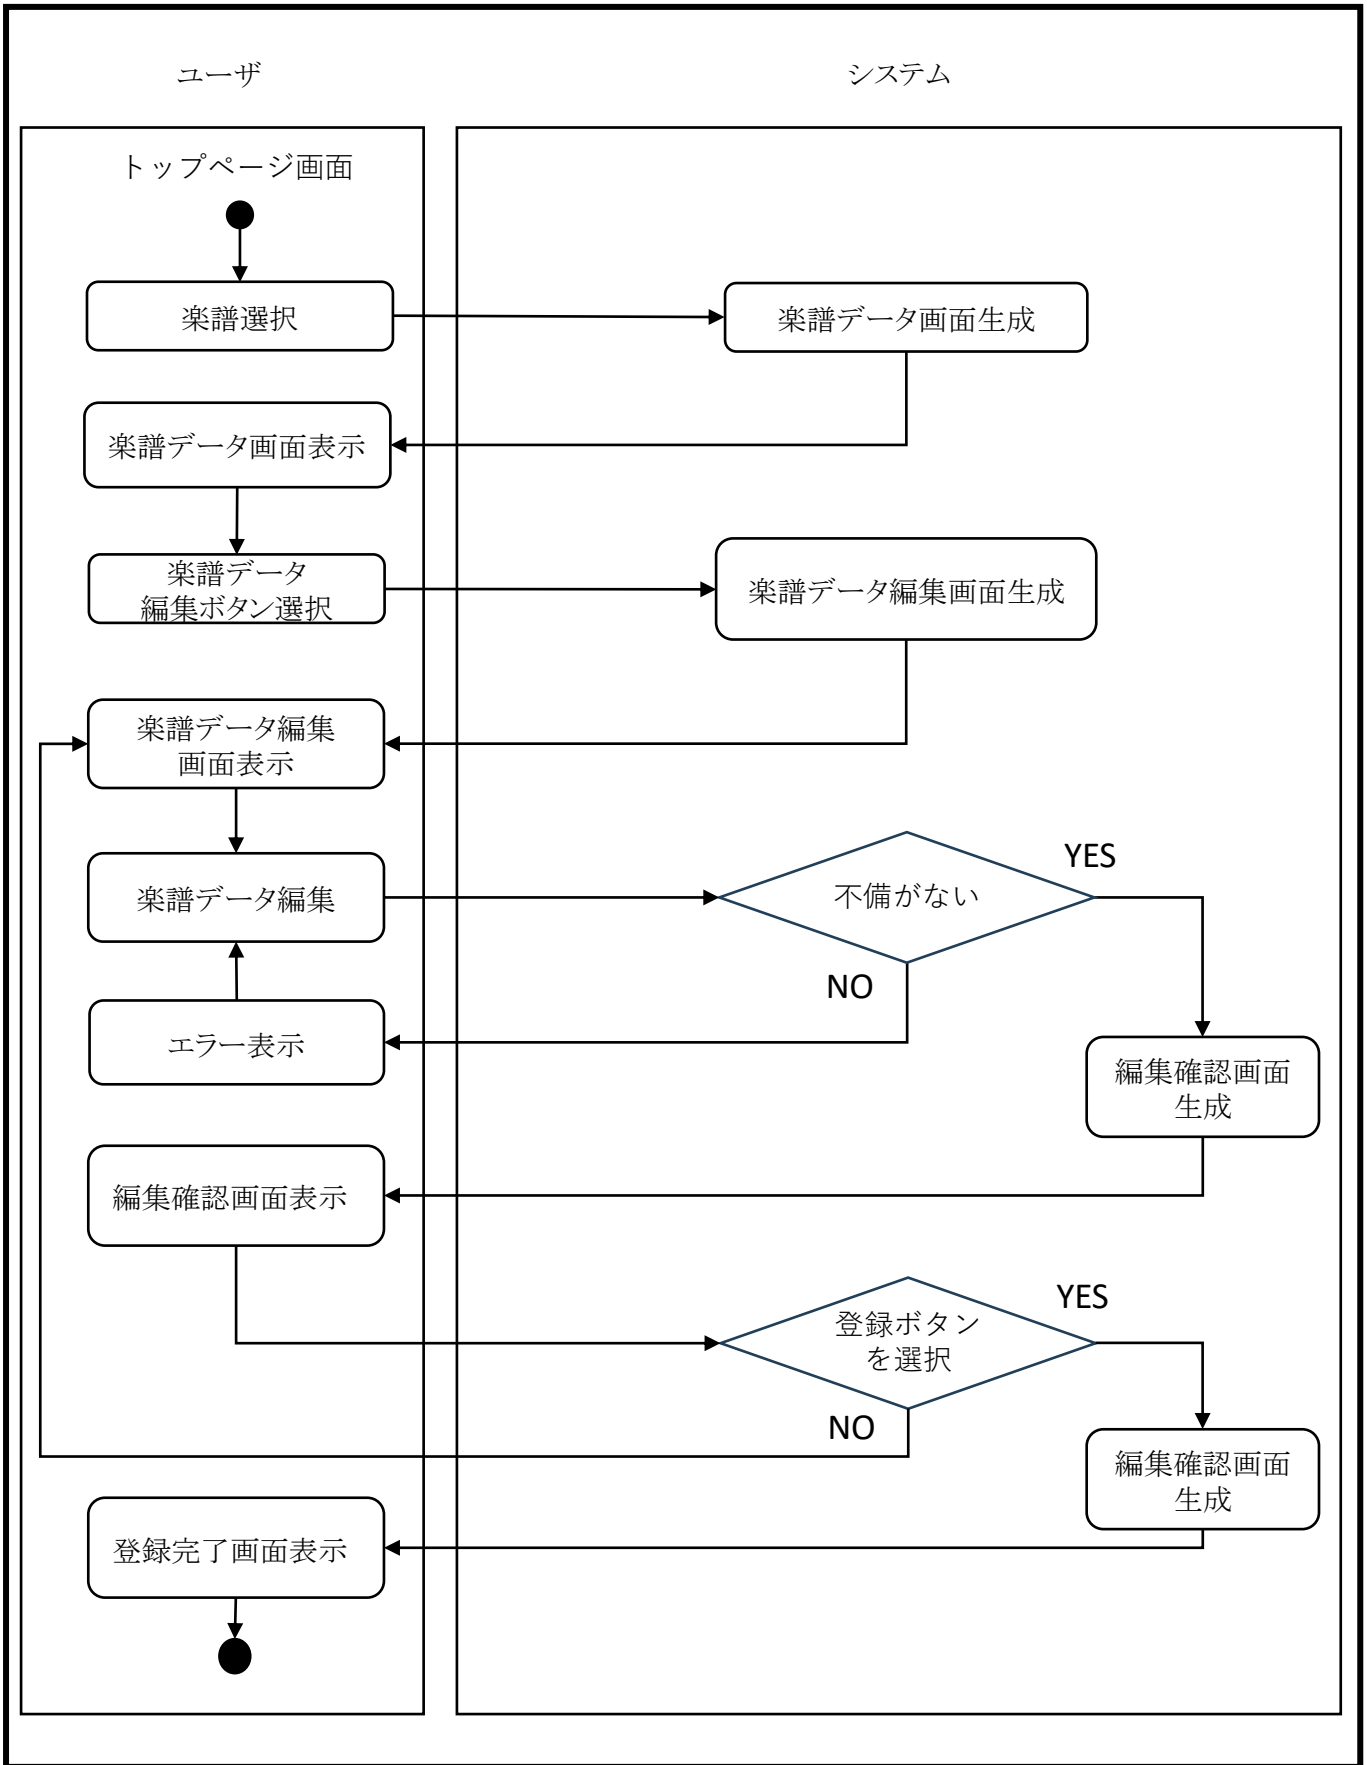 ユーザ
システム
トップページ画面
楽譜選択
楽譜データ画面生成
楽譜データ画面表示
楽譜データ
編集ボタン選択
楽譜データ編集画面生成
楽譜データ編集
画面表示
楽譜データ編集
不備がない
YES
NO
エラー表示
編集確認画面
生成
編集確認画面表示
登録ボタン
を選択
YES
NO
編集確認画面
生成
登録完了画面表示